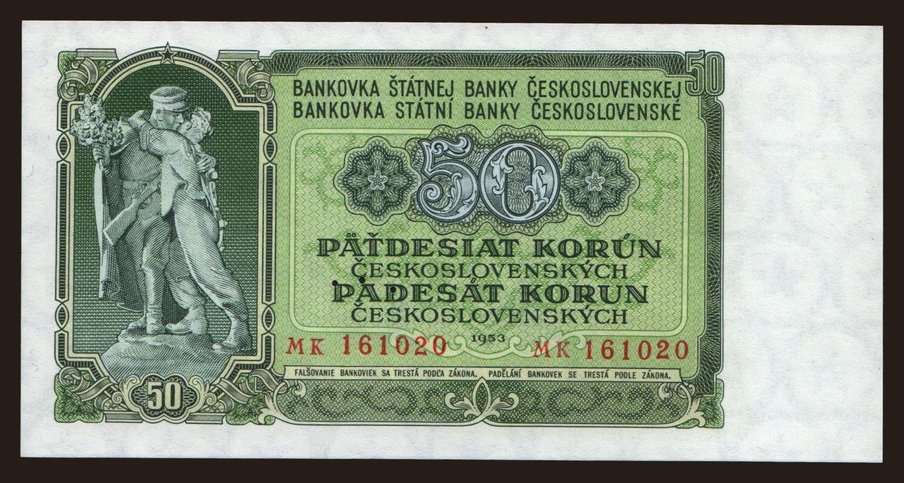 50
BANKOVKA ŠTÁTNEJ BANKY ČESKOSLOVENSKEJ
BANKOVKA STÁTNÍ BANKY ČESKOSLOVENSKÉ
50
PÄŤDESIAT KORÚN
ČESKOSLOVENSKÝCH
PADESÁT KORUN
ČESKOSLOVENSKÝCH
1953
MK 161020 MK 161020
FALŠOVANIE BANKOVIEK SA TRESTÁ PODĽA ZÁKONA. PADĚLÁNÍ BANKOVEK SE TRESTÁ PODLE ZÁKONA.
50